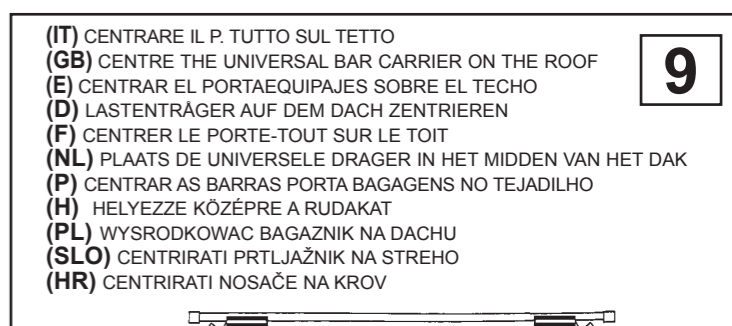 (IT) CENTRARE IL P. TUTTO SUL TETTO
(GB) CENTRE THE UNIVERSAL BAR CARRIER ON THE ROOF
9
(E) CENTRAR EL PORTAEQUIPAJES SOBRE EL TECHO
(D) LASTENTRÅGER AUF DEM DACH ZENTRIEREN
(F) CENTRER LE PORTE-TOUT SUR LE TOIT
(NL) PLAATS DE UNIVERSELE DRAGER IN HET MIDDEN VAN HET DAK
(P) CENTRAR AS BARRAS PORTA BAGAGENS NO TEJADILHO
(H) HELYEZZE KÖZÉPRE A RUDAKAT
(PL) WYSRODKOWAC BAGAZNIK NA DACHU
(SLO) CENTRIRATI PRTLJAŽNIK NA STREHO
(HR) CENTRIRATI NOSAČE NA KROV